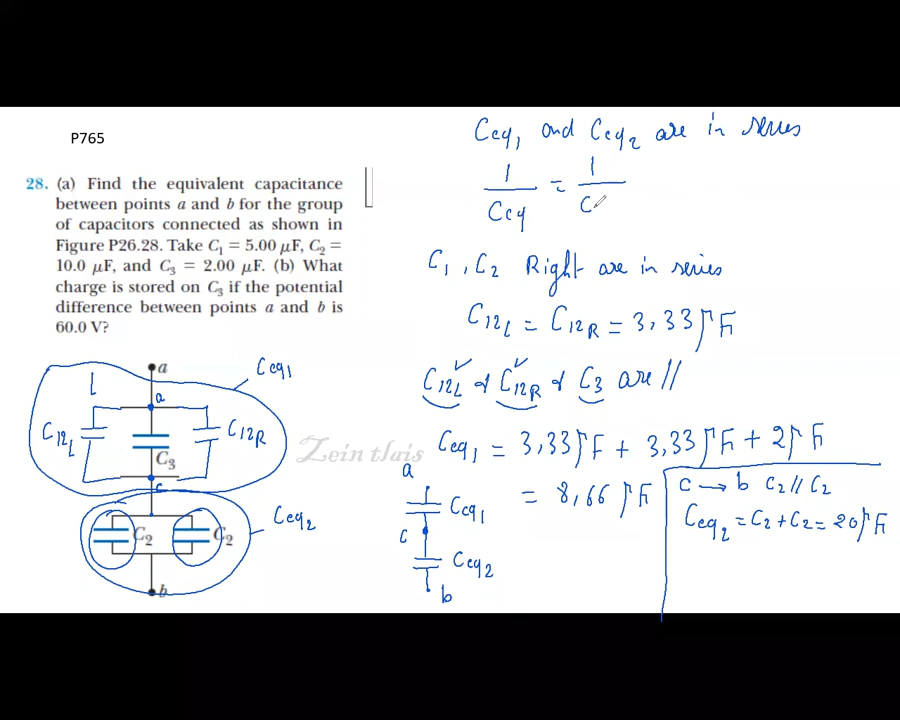 P765
28. (a) Find the equivalent capacitance
between points a and b for the group
of capacitors connected as shown in
Figure P26.28. Take C₁ = 5.00 μF, C₂ =
10.0 μF, and C₃ = 2.00 μF. (b) What
charge is stored on C₃ if the potential
difference between points a and b is
60.0 V?
Ceq₁ and Ceq₂ are in series
1/Ceq = 1/C
C₁, C₂ Right are in series
C12L = C12R = 3,33 μF
C12L & C12R & C₃ are //
Ceq₁ = 3,33 μF + 3,33 μF + 2 μF
= 8,66 μF
c → b C₂ // C₂
Ceq₂ = C₂ + C₂ = 20 μF
a
Ceq₁
L
a
C12L
C12R
C₃
c
C₂
C₂
Ceq₂
b
a
Ceq₁
c
Ceq₂
b
Zein tlais